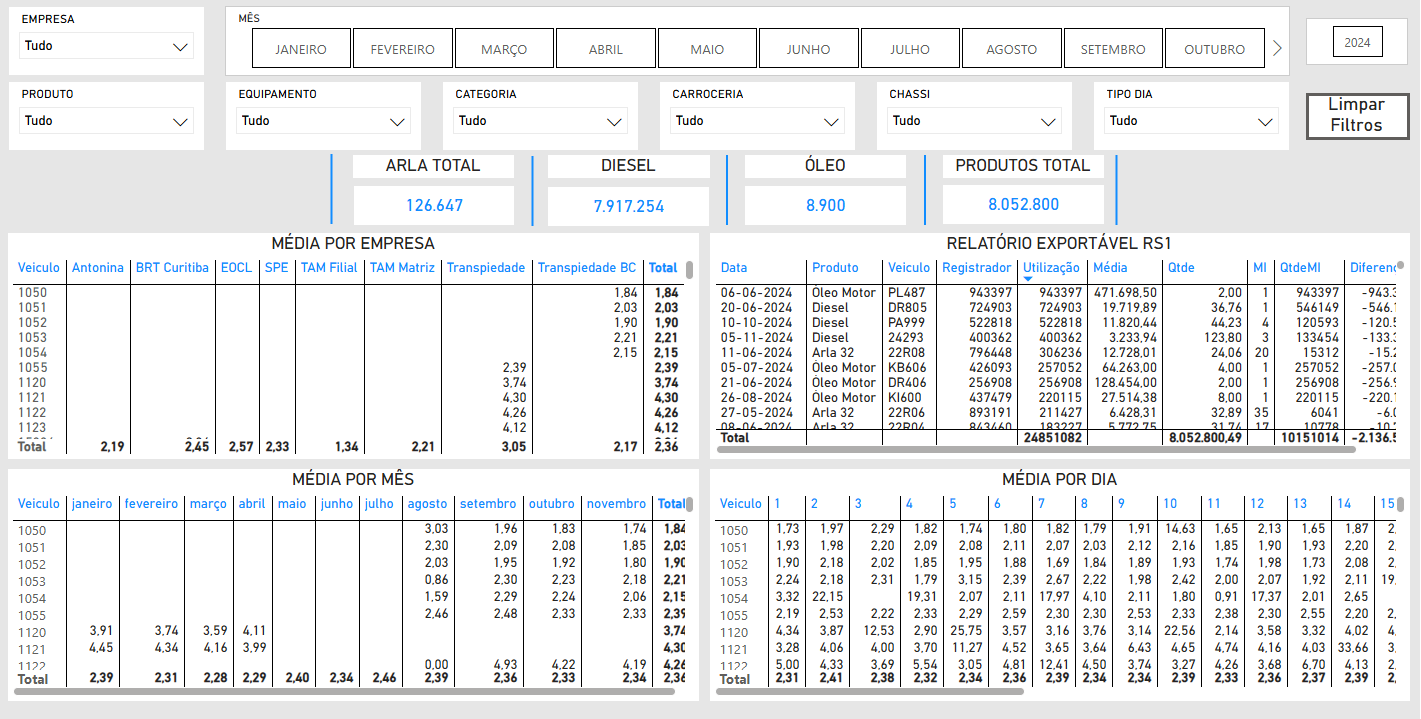 EMPRESA
Tudo
MÊS
JANEIRO FEVEREIRO MARÇO ABRIL MAIO JUNHO JULHO AGOSTO SETEMBRO OUTUBRO
2024
PRODUTO
Tudo
EQUIPAMENTO
Tudo
CATEGORIA
Tudo
CARROCERIA
Tudo
CHASSI
Tudo
TIPO DIA
Tudo
Limpar
Filtros
ARLA TOTAL
126.647
DIESEL
7.917.254
ÓLEO
8.900
PRODUTOS TOTAL
8.052.800
MÉDIA POR EMPRESA
Veiculo Antonina BRT Curitiba EOCL SPE TAM Filial TAM Matriz Transpiedade Transpiedade BC Total
1050 1,84 1,84
1051 2,03 2,03
1052 1,90 1,90
1053 2,21 2,21
1054 2,15 2,15
1055 2,39 2,39
1120 3,74 3,74
1121 4,30 4,30
1122 4,26 4,26
1123 4,12 4,12
Total 2,19 2,45 2,57 2,33 1,34 2,21 3,05 2,17 2,36
RELATÓRIO EXPORTÁVEL RS1
Data Produto Veiculo Registrador Utilização Média Qtde MI QtdeMI Diferenç
06-06-2024 Óleo Motor PL487 943397 943397 471.698,50 2,00 1 943397 -943.3
20-06-2024 Diesel DR805 724903 724903 19.719,89 36,76 1 546149 -546.1
10-10-2024 Diesel PA999 522818 522818 11.820,44 44,23 4 120593 -120.5
05-11-2024 Diesel 24293 400362 400362 3.233,94 123,80 3 133454 -133.3
11-06-2024 Arla 32 22R08 796448 306236 12.728,01 24,06 20 15312 -15.2
05-07-2024 Óleo Motor KB606 426093 257052 64.263,00 4,00 1 257052 -257.0
21-06-2024 Óleo Motor DR406 256908 256908 128.454,00 2,00 1 256908 -256.9
26-08-2024 Óleo Motor KI600 437479 220115 27.514,38 8,00 1 220115 -220.1
27-05-2024 Arla 32 22R06 893191 211427 6.428,31 32,89 35 6041 -6.0
08-06-2024 Arla 32 22R04 843460 183227 5.772,75 31,74 17 10778 -10.7
Total 24851082 8.052.800,49 10151014 -2.136.5
MÉDIA POR MÊS
Veiculo janeiro fevereiro março abril maio junho julho agosto setembro outubro novembro Total
1050 3,03 1,96 1,83 1,74 1,84
1051 2,30 2,09 2,08 1,85 2,03
1052 2,03 1,95 1,92 1,80 1,90
1053 0,86 2,30 2,23 2,18 2,21
1054 1,59 2,29 2,24 2,06 2,15
1055 2,46 2,48 2,33 2,33 2,39
1120 3,91 3,74 3,59 4,11 3,74
1121 4,45 4,34 4,16 3,99 4,30
1122 0,00 4,93 4,22 4,19 4,26
Total 2,39 2,31 2,28 2,29 2,40 2,34 2,46 2,39 2,36 2,33 2,34 2,36
MÉDIA POR DIA
Veiculo 1 2 3 4 5 6 7 8 9 10 11 12 13 14 15
1050 1,73 1,97 2,29 1,82 1,74 1,80 1,82 1,79 1,91 14,63 1,65 2,13 1,65 1,87 2,
1051 1,93 1,98 2,20 2,09 2,08 2,11 2,07 2,03 2,12 2,16 1,85 1,90 1,93 2,20 2,
1052 1,90 2,18 2,02 1,85 1,95 1,88 1,69 1,84 1,89 1,93 1,74 1,98 1,73 2,08 2,
1053 2,24 2,18 2,31 1,79 3,15 2,39 2,67 2,22 1,98 2,42 2,00 2,07 1,92 2,11 19,
1054 3,32 22,15 19,31 2,07 2,11 17,97 4,10 2,11 1,80 0,91 17,37 2,01 2,65
1055 2,19 2,53 2,22 2,33 2,29 2,59 2,30 2,30 2,53 2,33 2,38 2,30 2,55 2,20 2,
1120 4,34 3,87 12,53 2,90 25,75 3,57 3,16 3,76 3,14 22,56 2,14 3,58 3,32 4,02 4,
1121 3,28 4,06 4,00 3,70 11,27 4,52 3,65 3,64 6,43 4,65 4,74 4,16 4,03 33,66 3,
1122 5,00 4,33 3,69 5,54 3,05 4,81 12,41 4,50 3,74 3,27 4,26 3,68 6,70 4,13 2,
Total 2,31 2,41 2,38 2,32 2,34 2,36 2,39 2,34 2,34 2,39 2,33 2,36 2,37 2,39 2,